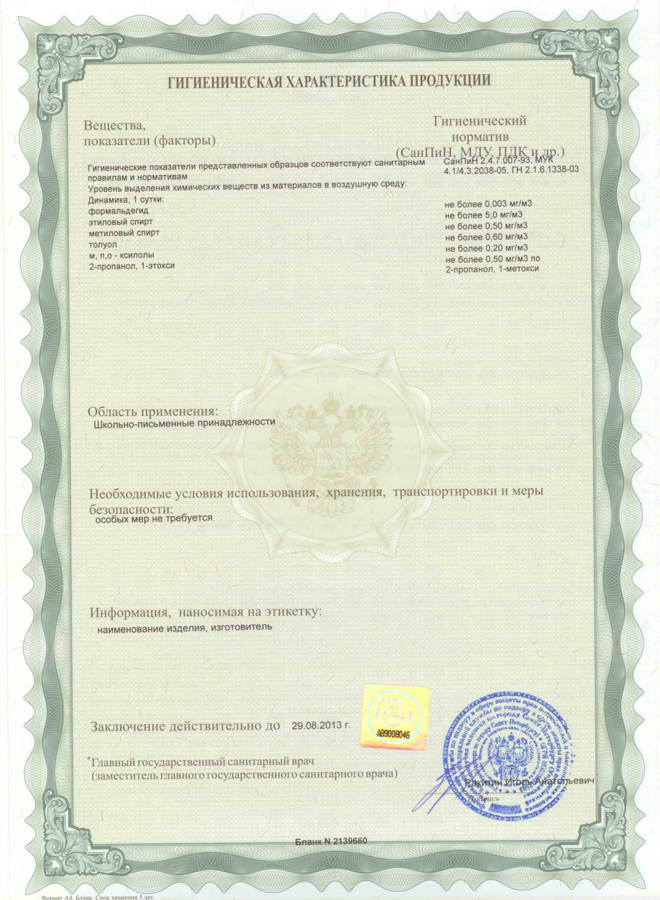 ГИГИЕНИЧЕСКАЯ ХАРАКТЕРИСТИКА ПРОДУКЦИИ
Вещества,
показатели (факторы)
Гигиенический
норматив
(СанПиН, МДУ, ПДК и др.)
Гигиенические показатели представленных образцов соответствуют санитарным
правилам и нормативам
СанПиН 2.4.7.007-93, МУК
4.1/4.3.2038-05, ГН 2.1.6.1338-03
Уровень выделения химических веществ из материалов в воздушную среду:
Динамика, 1 сутки:
формальдегид
этиловый спирт
метиловый спирт
толуол
м, п,о - ксилолы
2-пропанол, 1-этокси
не более 0,003 мг/м3
не более 5,0 мг/м3
не более 0,50 мг/м3
не более 0,60 мг/м3
не более 0,20 мг/м3
не более 0,50 мг/м3 по
2-пропанол, 1-метокси
Область применения:
Школьно-письменные принадлежности
Необходимые условия использования, хранения, транспортировки и меры
безопасности:
особых мер не требуется
Информация, наносимая на этикетку:
наименование изделия, изготовитель
Заключение действительно до 29.08.2013 г.
Главный государственный санитарный врач
(заместитель главного государственного санитарного врача)
Ракитин Игорь Анатольевич
Бланк N 2139660
Формат А4. Бланк. Срок хранения 5 лет.